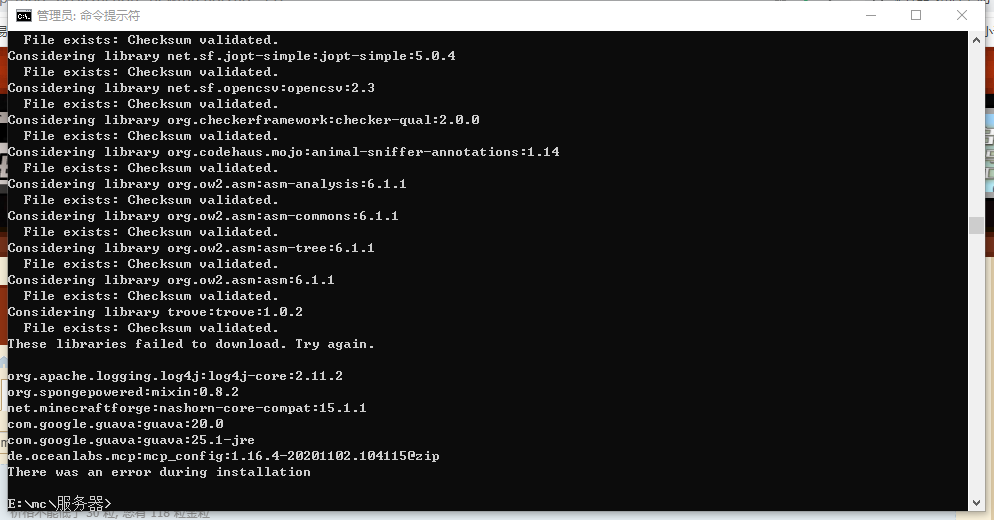 管理员: 命令提示符
File exists: Checksum validated.
Considering library net.sf.jopt-simple:jopt-simple:5.0.4
File exists: Checksum validated.
Considering library net.sf.opencsv:opencsv:2.3
File exists: Checksum validated.
Considering library org.checkerframework:checker-qual:2.0.0
File exists: Checksum validated.
Considering library org.codehaus.mojo:animal-sniffer-annotations:1.14
File exists: Checksum validated.
Considering library org.ow2.asm:asm-analysis:6.1.1
File exists: Checksum validated.
Considering library org.ow2.asm:asm-commons:6.1.1
File exists: Checksum validated.
Considering library org.ow2.asm:asm-tree:6.1.1
File exists: Checksum validated.
Considering library org.ow2.asm:asm:6.1.1
File exists: Checksum validated.
Considering library trove:trove:1.0.2
File exists: Checksum validated.
These libraries failed to download. Try again.
org.apache.logging.log4j:log4j-core:2.11.2
org.spongepowered:mixin:0.8.2
net.minecraftforge:nashorn-core-compat:15.1.1
com.google.guava:guava:20.0
com.google.guava:guava:25.1-jre
de.oceanlabs.mcp:mcp_config:1.16.4-20201102.104115@zip
There was an error during installation
E:\mc\服务器>